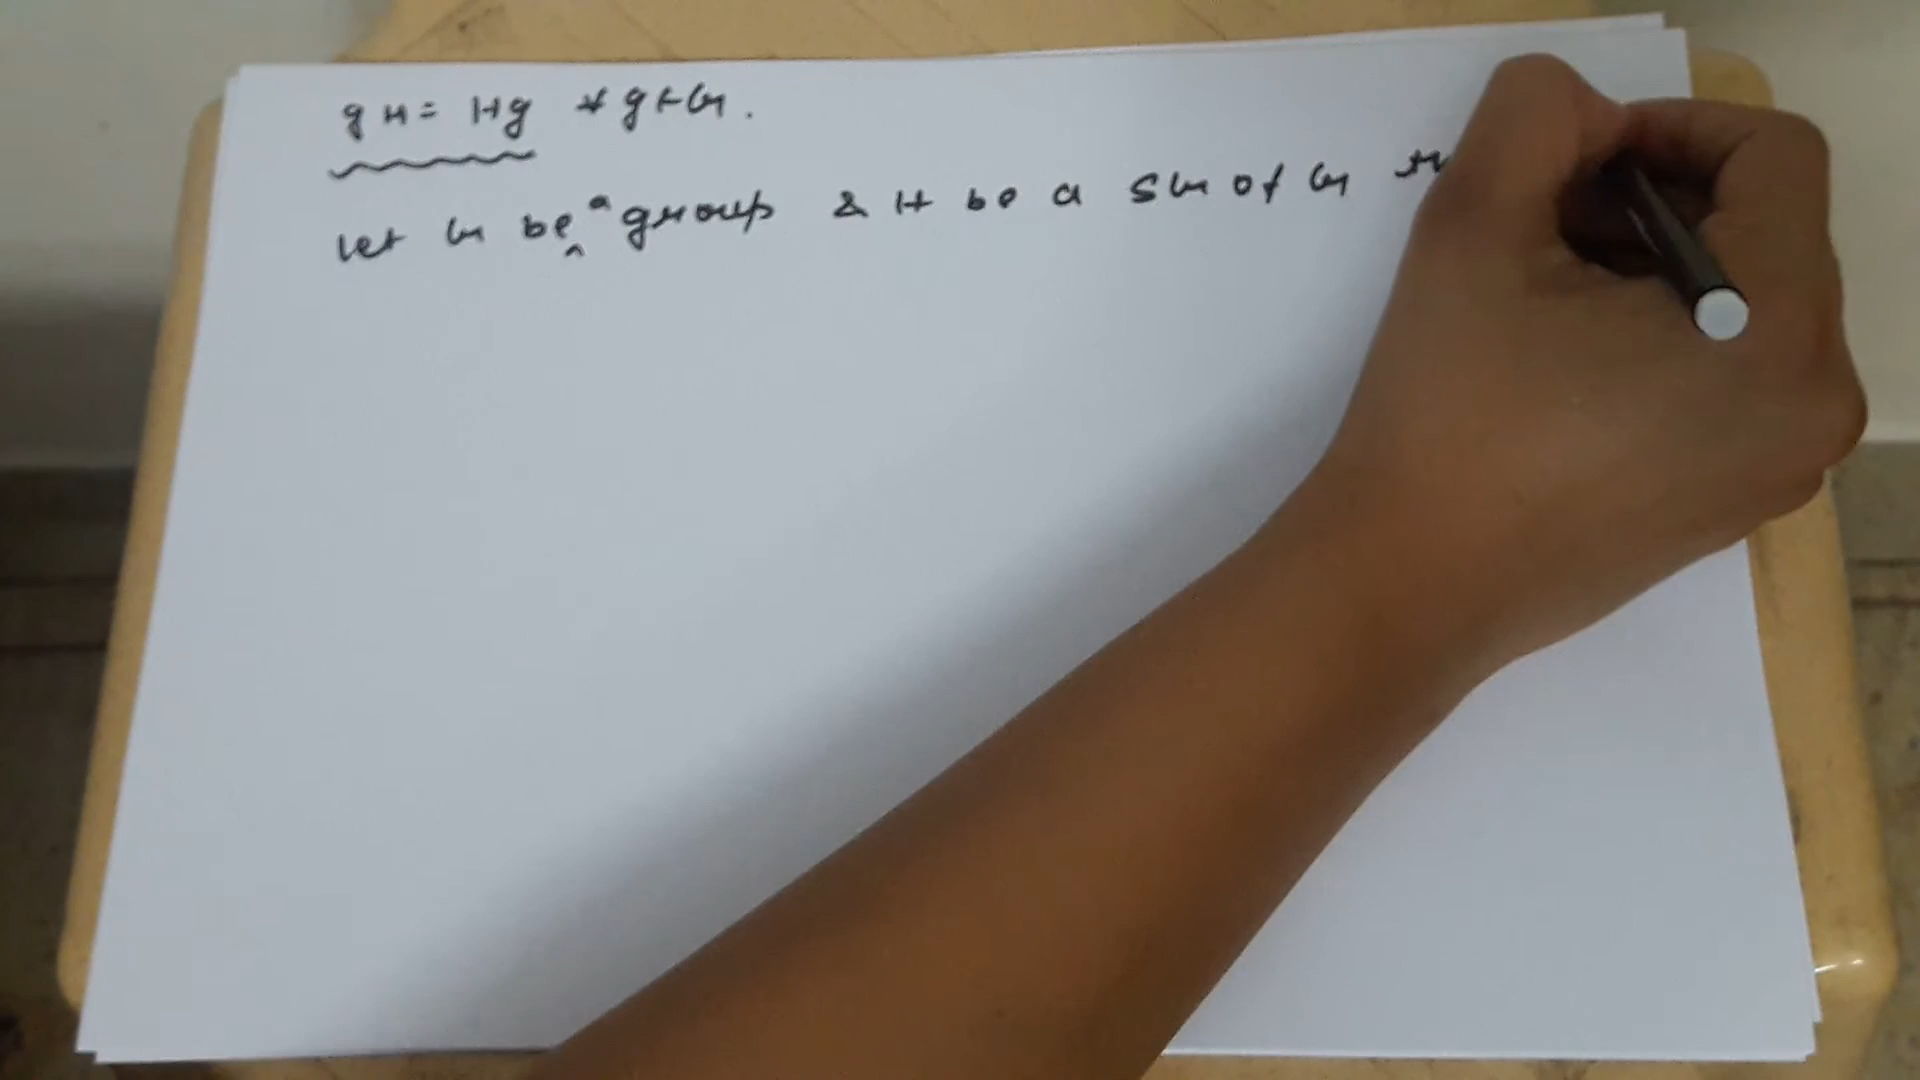 gH = Hg ∀ g ∈ G.
Let G be a group & H be a SG of G